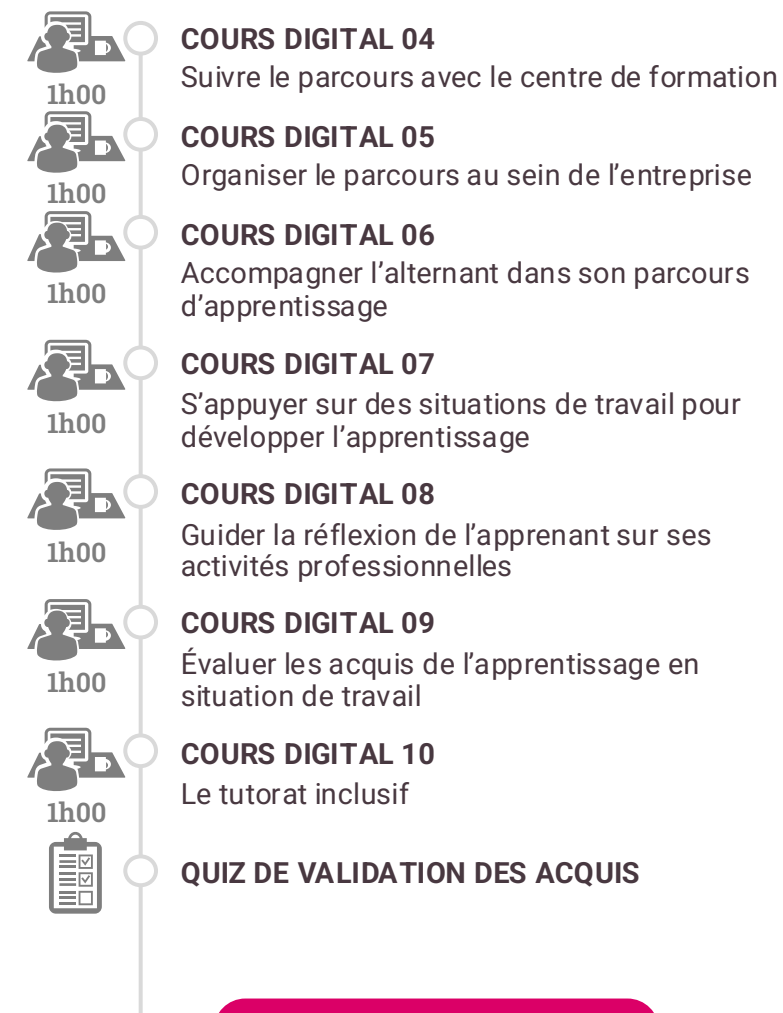 COURS DIGITAL 04
Suivre le parcours avec le centre de formation
1h00
COURS DIGITAL 05
Organiser le parcours au sein de l’entreprise
1h00
COURS DIGITAL 06
Accompagner l’alternant dans son parcours
d’apprentissage
1h00
COURS DIGITAL 07
S’appuyer sur des situations de travail pour
développer l’apprentissage
1h00
COURS DIGITAL 08
Guider la réflexion de l’apprenant sur ses
activités professionnelles
1h00
COURS DIGITAL 09
Évaluer les acquis de l’apprentissage en
situation de travail
1h00
COURS DIGITAL 10
Le tutorat inclusif
1h00
QUIZ DE VALIDATION DES ACQUIS